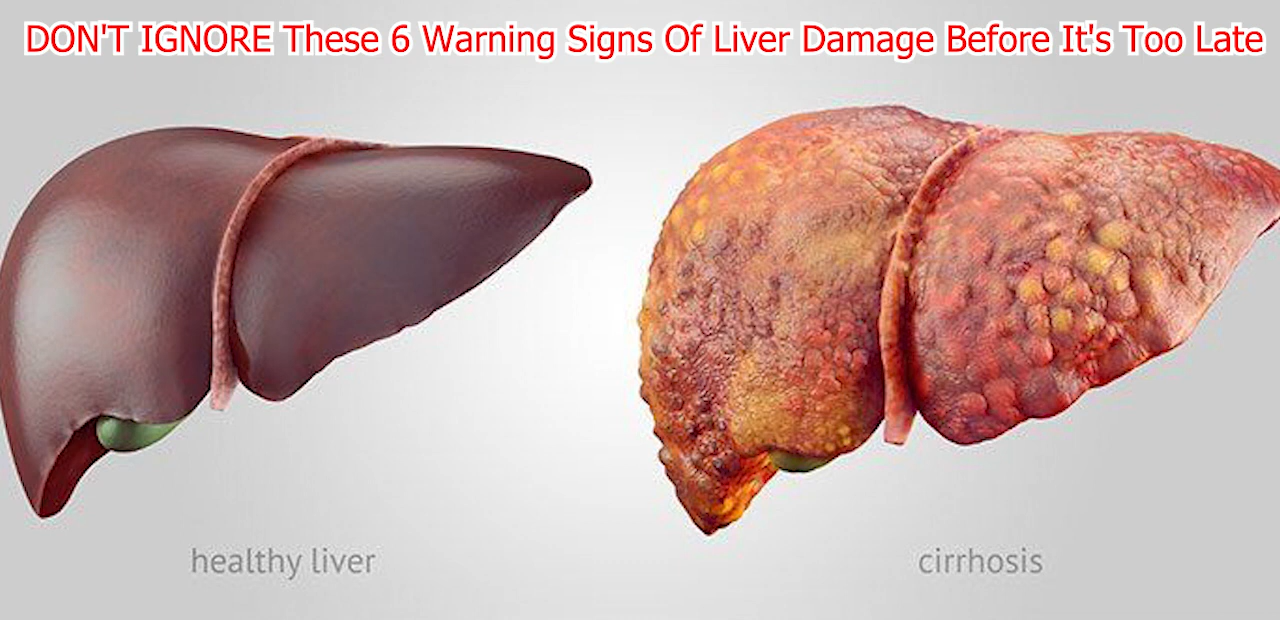 DON'T IGNORE These 6 Warning Signs Of Liver Damage Before It's Too Late
healthy liver
cirrhosis